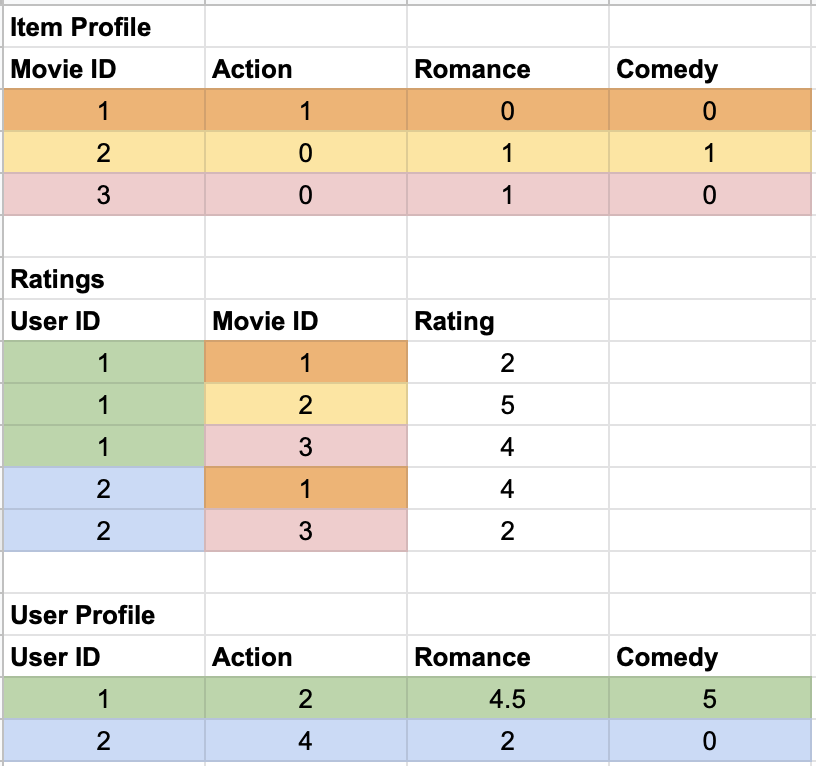 Item Profile
Movie ID Action Romance Comedy
1 1 0 0
2 0 1 1
3 0 1 0
Ratings
User ID Movie ID Rating
1 1 2
1 2 5
1 3 4
2 1 4
2 3 2
User Profile
User ID Action Romance Comedy
1 2 4.5 5
2 4 2 0